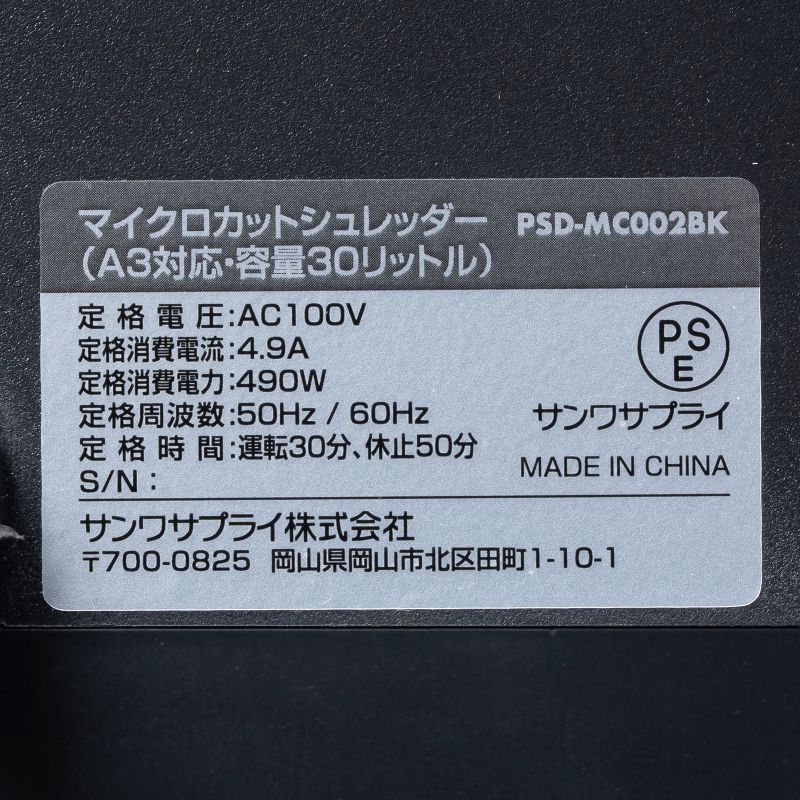 マイクロカットシュレッダー PSD-MC002BK
(A3対応・容量30リットル)
定格電圧:AC100V
定格消費電流:4.9A
定格消費電力:490W
定格周波数:50Hz / 60Hz
定格時間:運転30分、休止50分
S/N :
PS
E
サンワサプライ
MADE IN CHINA
サンワサプライ株式会社
〒700-0825 岡山県岡山市北区田町1-10-1